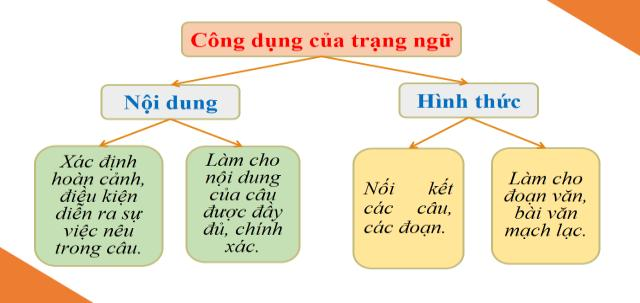 Công dụng của trạng ngữ
Nội dung
Hình thức
Xác định
hoàn cảnh,
điều kiện
diễn ra sự
việc nêu
trong câu.
Làm cho
nội dung
của câu
được đầy
đủ, chính
xác.
Nối kết
các câu,
các đoạn.
Làm cho
đoạn văn,
bài văn
mạch lạc.